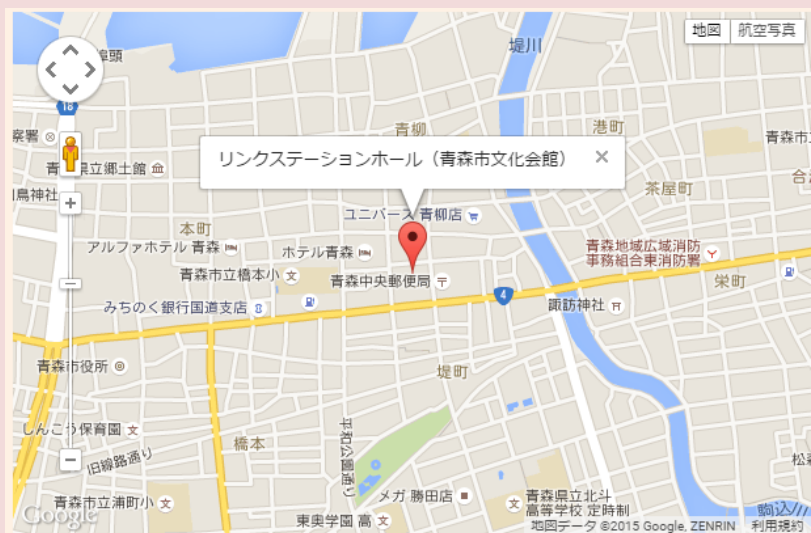 埠頭
堤川
地図
航空写真
16
青柳
港町
察署
青
県立郷土館
リンクステーションホール（青森市文化会館）
×
青森市立
合浦
鳥神社
茶屋町
本町
ユニバース 青柳店
アルファホテル 青森
ホテル青森
青森地域広域消防
事務組合東消防署
青森市立橋本小
青森中央郵便局
栄町
みちのく銀行国道支店
4
諏訪神社
青森市役所
堤町
しんこう保育園
橋本
平和公園通り
旧線路通り
メガ 勝田店
青森県立北斗
高等学校 定時制
青森市立浦町小
東奥学園 高
松森
駒込川
Google
地図データ ©2015 Google, ZENRIN
利用規約